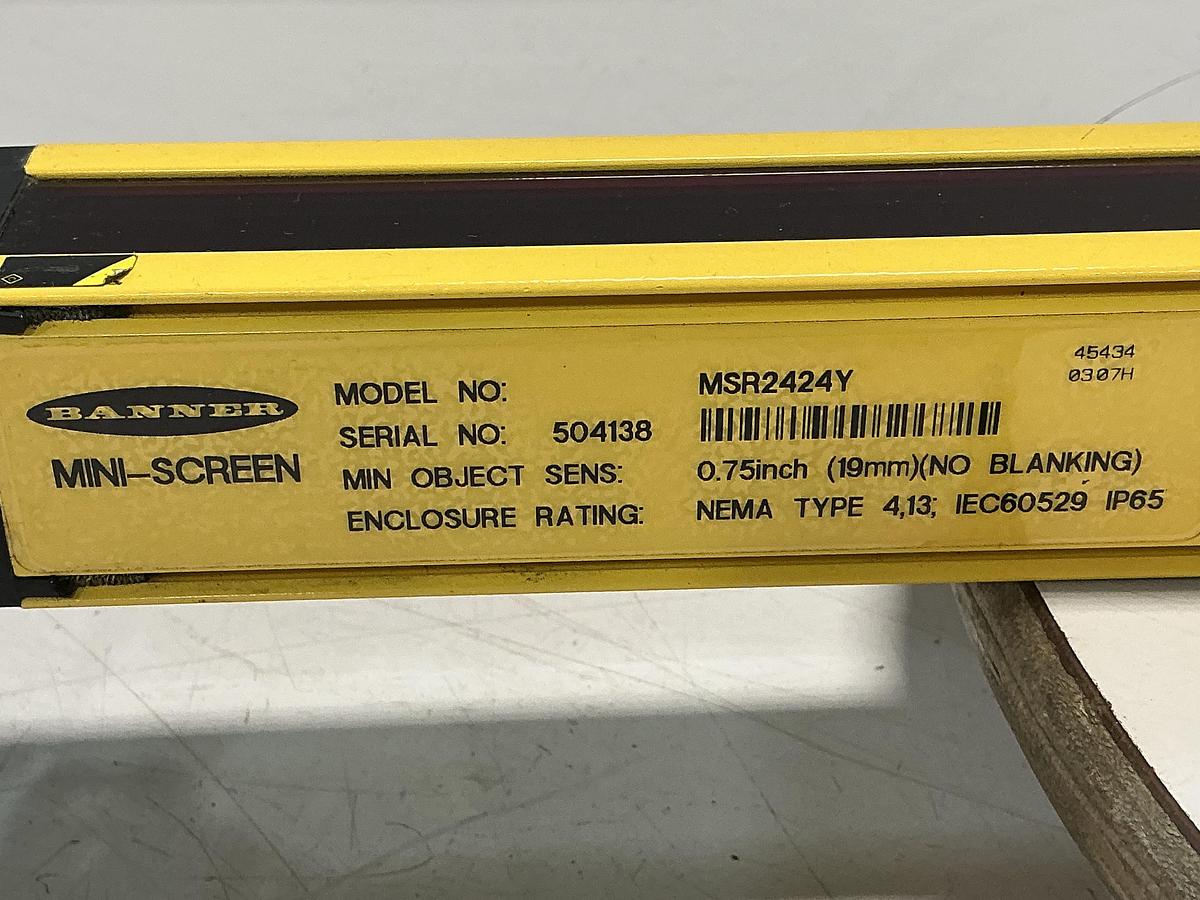 BANNER
MINI-SCREEN
MODEL NO: MSR2424Y
SERIAL NO: 504138
MIN OBJECT SENS: 0.75inch (19mm)(NO BLANKING)
ENCLOSURE RATING: NEMA TYPE 4,13; IEC60529 IP65
45434
0307H